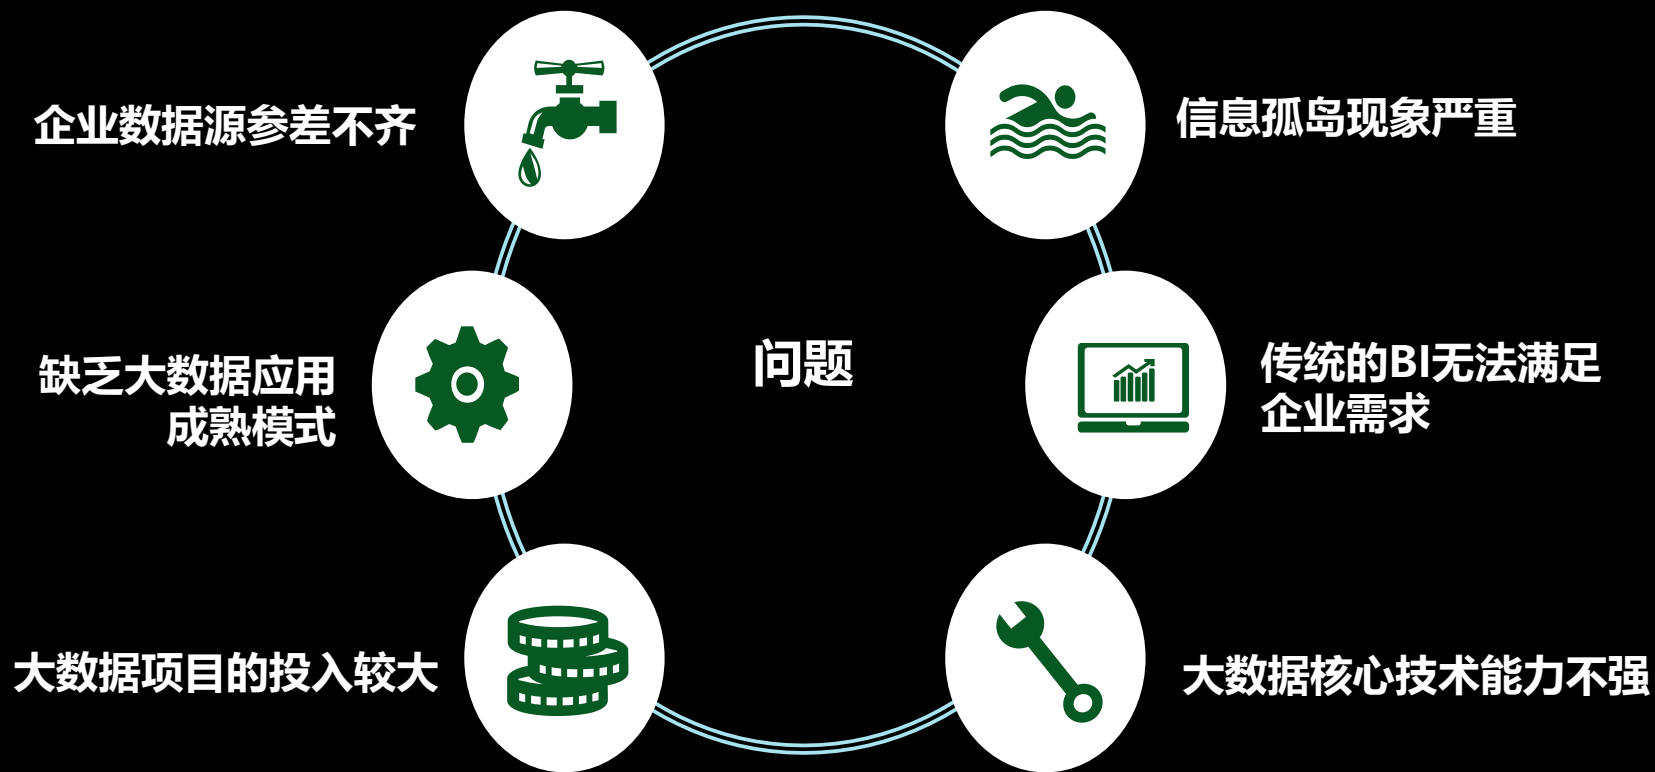 企业数据源参差不齐
信息孤岛现象严重
问题
缺乏大数据应用
成熟模式
传统的BI无法满足
企业需求
大数据项目的投入较大
大数据核心技术能力不强